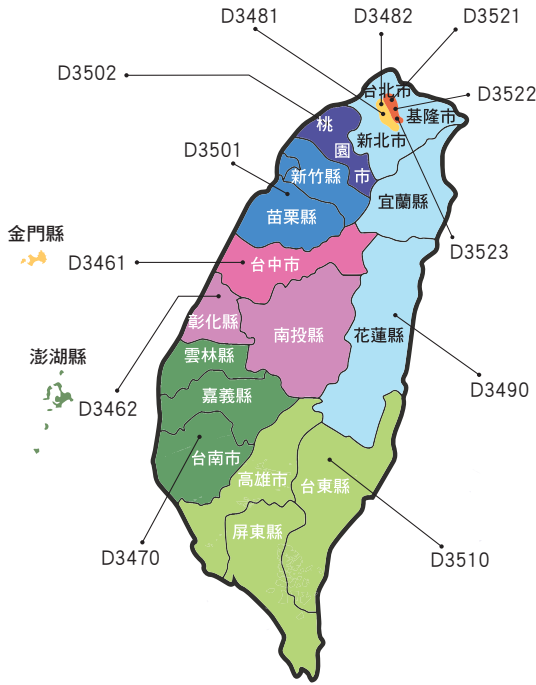 D3481
D3482
D3521
D3502
台北市
D3522
桃
園
市
基隆市
新北市
D3501
新竹縣
宜蘭縣
苗栗縣
金門縣
D3523
D3461
台中市
彰化縣
南投縣
花蓮縣
澎湖縣
雲林縣
D3490
嘉義縣
D3462
台南市
高雄市
台東縣
屏東縣
D3470
D3510